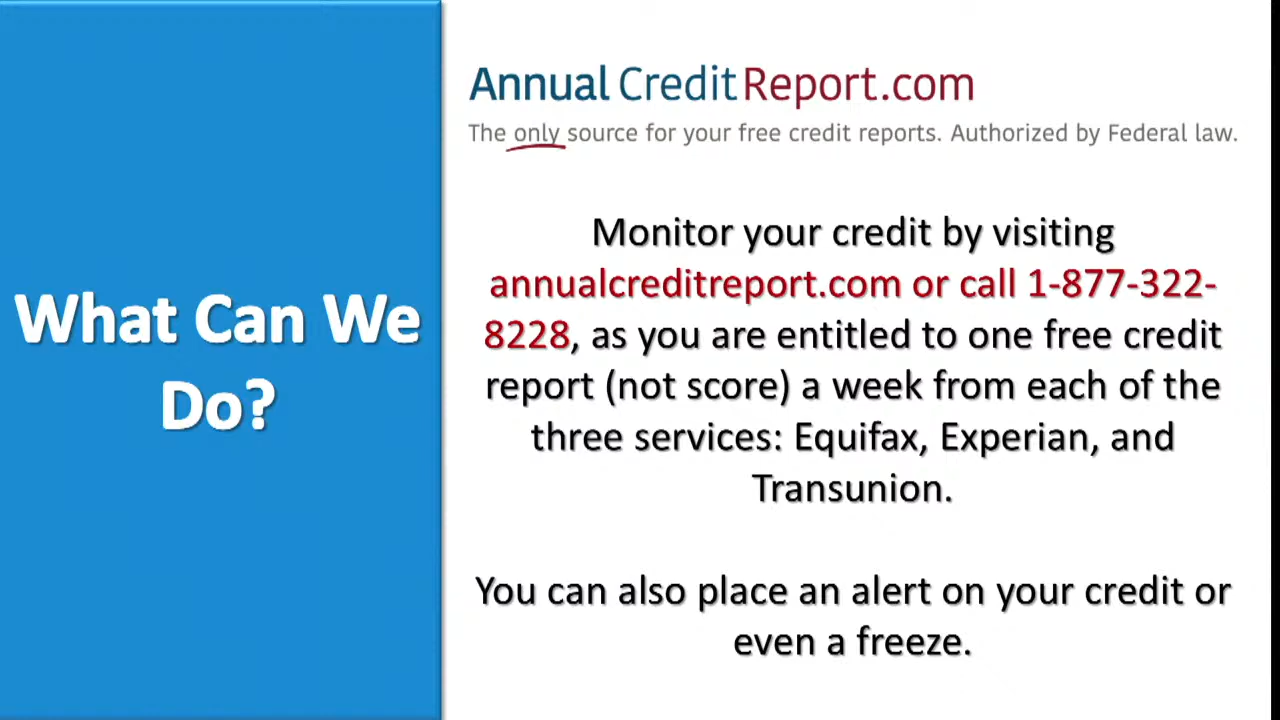 What Can We
Do?
AnnualCreditReport.com
The only source for your free credit reports. Authorized by Federal law.
Monitor your credit by visiting
annualcreditreport.com or call 1-877-322-
8228, as you are entitled to one free credit
report (not score) a week from each of the
three services: Equifax, Experian, and
Transunion.
You can also place an alert on your credit or
even a freeze.